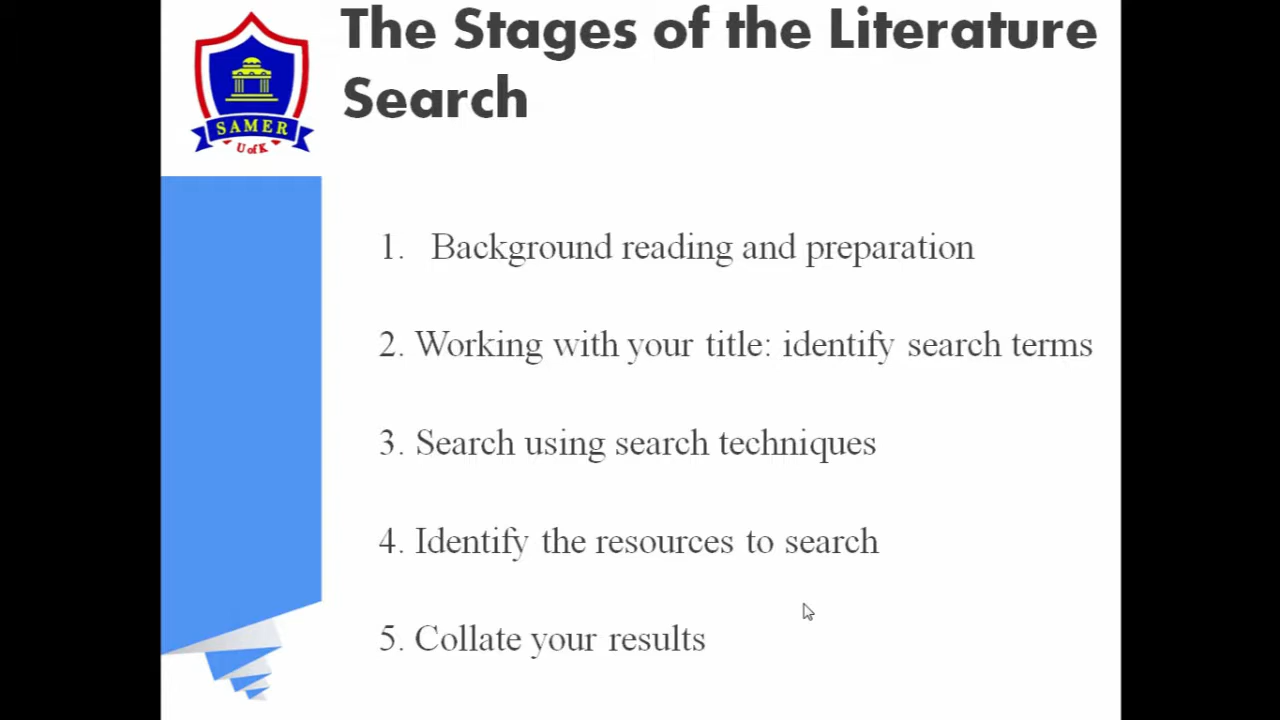 The Stages of the Literature
Search
SAMER
U of K
1. Background reading and preparation
2. Working with your title: identify search terms
3. Search using search techniques
4. Identify the resources to search
5. Collate your results